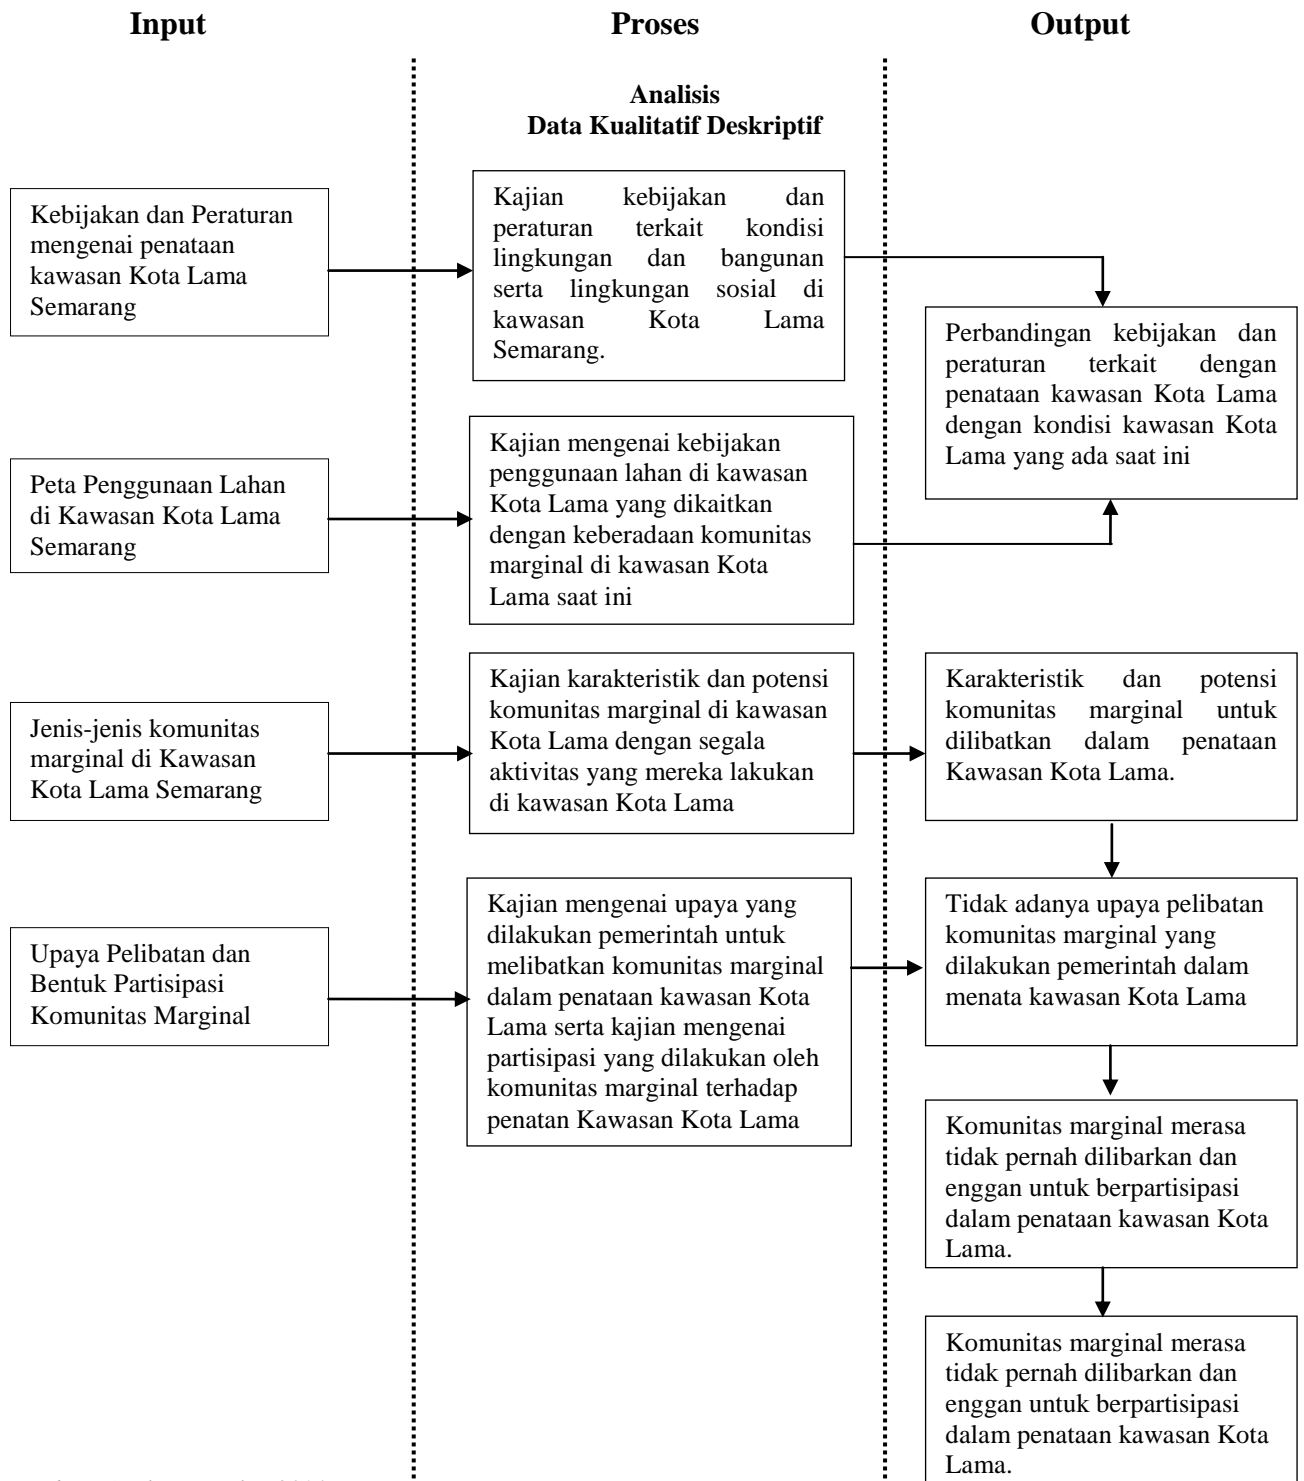 Input
Proses
Output
Analisis
Data Kualitatif Deskriptif
Kebijakan dan Peraturan
mengenai penataan
kawasan Kota Lama
Semarang
Kajian kebijakan dan
peraturan terkait kondisi
lingkungan dan bangunan
serta lingkungan sosial di
kawasan Kota Lama
Semarang.
Perbandingan kebijakan dan
peraturan terkait dengan
penataan kawasan Kota Lama
dengan kondisi kawasan Kota
Lama yang ada saat ini
Peta Penggunaan Lahan
di Kawasan Kota Lama
Semarang
Kajian mengenai kebijakan
penggunaan lahan di kawasan
Kota Lama yang dikaitkan
dengan keberadaan komunitas
marginal di kawasan Kota
Lama saat ini
Jenis-jenis komunitas
marginal di Kawasan
Kota Lama Semarang
Kajian karakteristik dan potensi
komunitas marginal di kawasan
Kota Lama dengan segala
aktivitas yang mereka lakukan
di kawasan Kota Lama
Karakteristik dan potensi
komunitas marginal untuk
dilibatkan dalam penataan
Kawasan Kota Lama.
Upaya Pelibatan dan
Bentuk Partisipasi
Komunitas Marginal
Kajian mengenai upaya yang
dilakukan pemerintah untuk
melibatkan komunitas marginal
dalam penataan kawasan Kota
Lama serta kajian mengenai
partisipasi yang dilakukan oleh
komunitas marginal terhadap
penatan Kawasan Kota Lama
Tidak adanya upaya pelibatan
komunitas marginal yang
dilakukan pemerintah dalam
menata kawasan Kota Lama
Komunitas marginal merasa
tidak pernah dilibarkan dan
enggan untuk berpartisipasi
dalam penataan kawasan Kota
Lama.
Komunitas marginal merasa
tidak pernah dilibarkan dan
enggan untuk berpartisipasi
dalam penataan kawasan Kota
Lama.